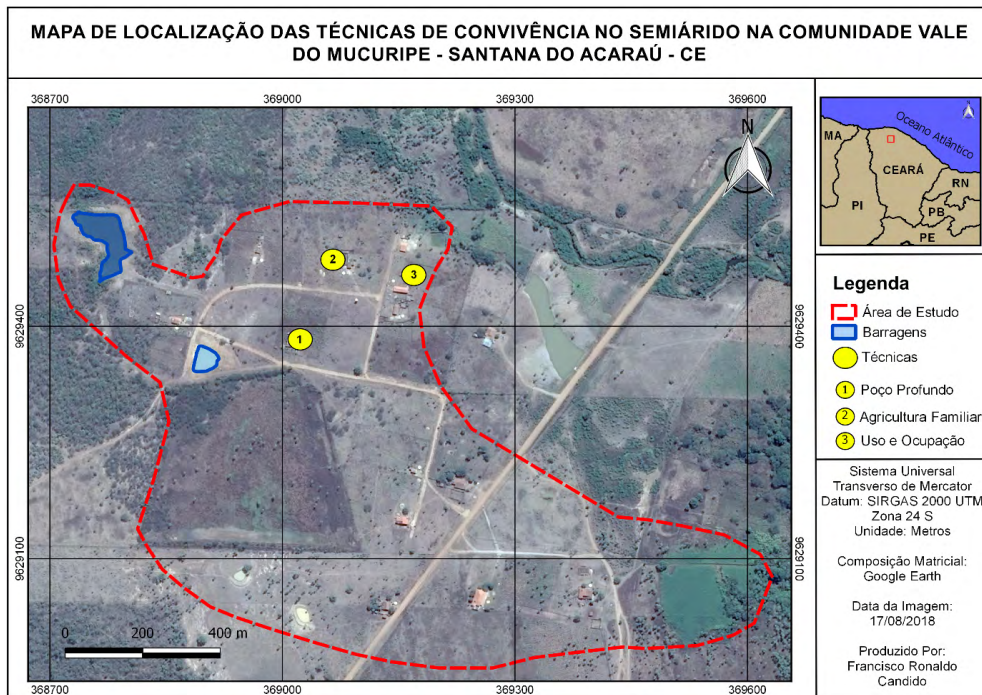 MAPA DE LOCALIZAÇÃO DAS TÉCNICAS DE CONVIVÊNCIA NO SEMIÁRIDO NA COMUNIDADE VALE
DO MUCURIPE - SANTANA DO ACARAÚ - CE
368700
369000
369300
369600
N
Oceano Atlântico
MA
CEARÁ
RN
PI
PB
PE
2
3
1
9629400
9629400
9629100
9629100
0 200 400 m
368700
369000
369300
369600
Legenda
Área de Estudo
Barragens
Técnicas
1 Poço Profundo
2 Agricultura Familiar
3 Uso e Ocupação
Sistema Universal
Transverso de Mercator
Datum: SIRGAS 2000 UTM
Zona 24 S
Unidade: Metros
Composição Matricial:
Google Earth
Data da Imagem:
17/08/2018
Produzido Por:
Francisco Ronaldo
Candido